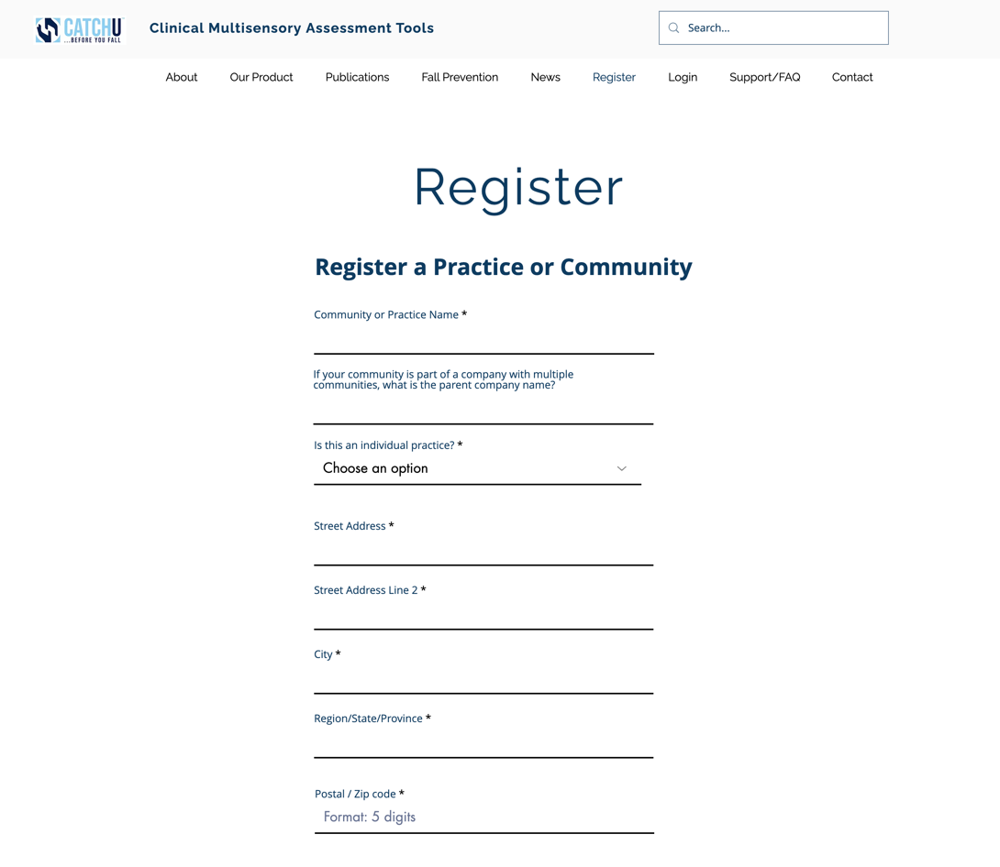 CATCHU
...BEFORE YOU FALL
Clinical Multisensory Assessment Tools
Search...
About Our Product Publications Fall Prevention News Register Login Support/FAQ Contact
Register
Register a Practice or Community
Community or Practice Name *
If your community is part of a company with multiple
communities, what is the parent company name?
Is this an individual practice? *
Choose an option
Street Address *
Street Address Line 2 *
City *
Region/State/Province *
Postal / Zip code *
Format: 5 digits